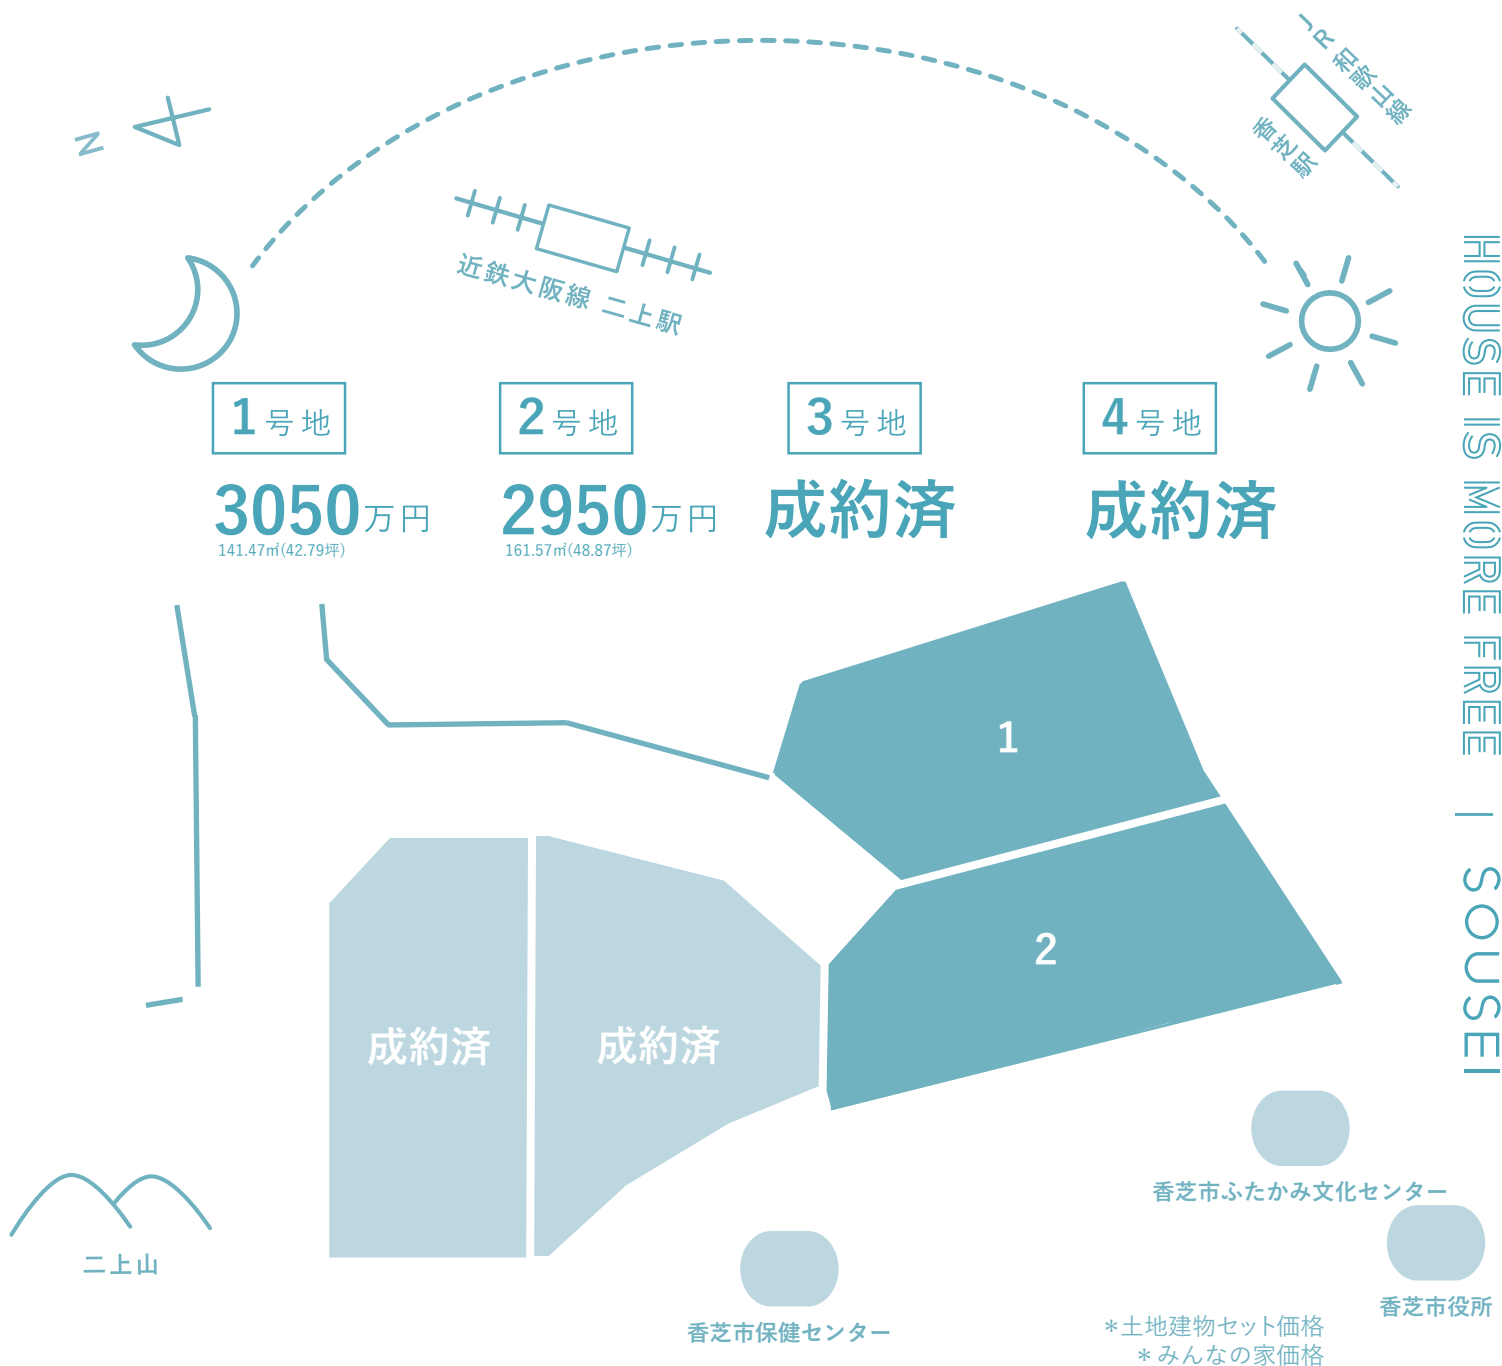 N
近鉄大阪線 二上駅
JR和歌山線
香芝駅
1号地
3050万円
141.47㎡(42.79坪)
2号地
2950万円
161.57㎡(48.87坪)
3号地
成約済
4号地
成約済
HOUSE IS MORE FREE | SOUSEI
1
2
成約済
成約済
二上山
香芝市保健センター
香芝市ふたかみ文化センター
香芝市役所
＊土地建物セット価格
＊みんなの家価格